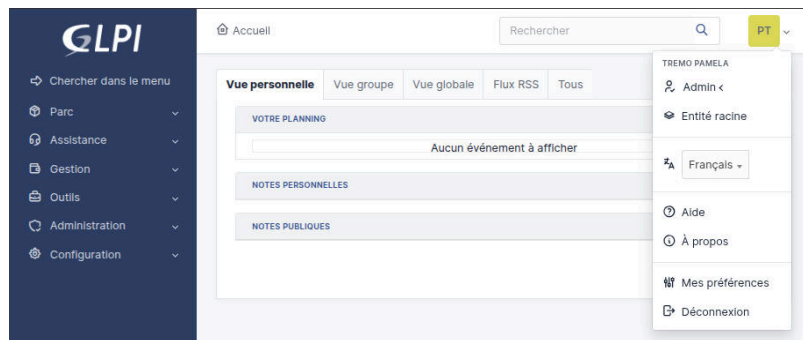 GLPI
Chercher dans le menu
Parc
Assistance
Gestion
Outils
Administration
Configuration
Accueil
Rechercher
PT
Vue personnelle Vue groupe Vue globale Flux RSS Tous
VOTRE PLANNING
Aucun événement à afficher
NOTES PERSONNELLES
NOTES PUBLIQUES
TREMO PAMELA
Admin <
Entité racine
Français
Aide
À propos
Mes préférences
Déconnexion